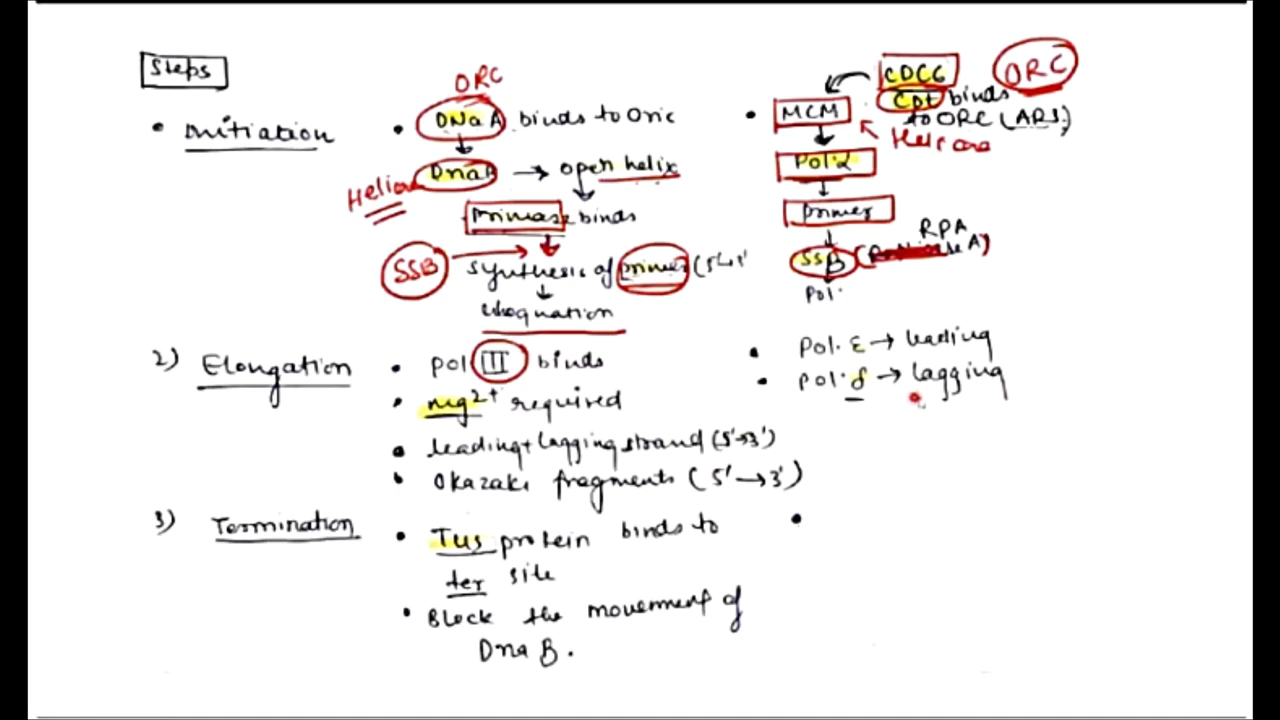 Steps
ORC
CDC6 ORC
• Initiation • DNaA binds to Oric • MCM Cdt binds
to ORC (ARS)
Helicase
DnaB → open helix Pol.2
Helicase
Primase binds primer
RPA
SSB synthesis of primer (5'→3' SSB ( A)
Pol.
elongation
2) Elongation • Pol III binds • Pol. ε → leading
• mg2+ required • Pol. δ → lagging
• leading+Lagging strand (5'→3')
• Okazaki fragments (5'→3')
3) Termination • Tus protein binds to •
ter site
• Block the movement of
Dna B.